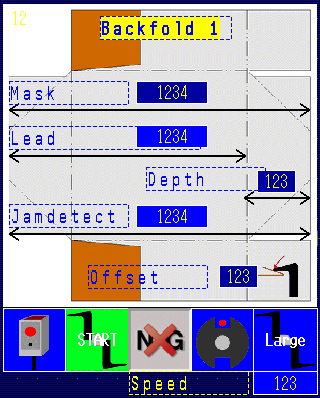 12
Backfold 1
Mask 1234
Lead 1234
Depth 123
Jamdetect 1234
Offset 123
START NG Large
Speed 123